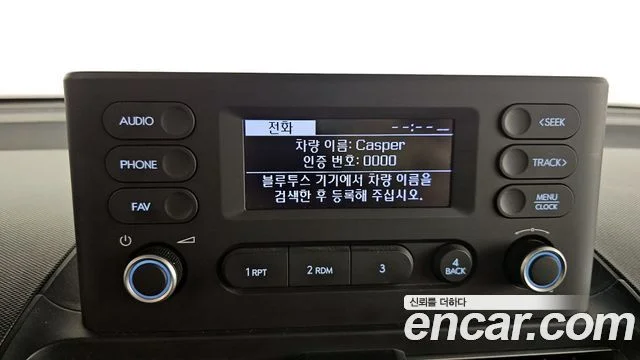 AUDIO
PHONE
FAV
전화 --:--
차량 이름: Casper
인증 번호: 0000
블루투스 기기에서 차량 이름을
검색한 후 등록해 주십시오.
<SEEK
TRACK>
MENU
CLOCK
1 RPT
2 RDM
3
4
BACK
신뢰를 더하다
encar.com